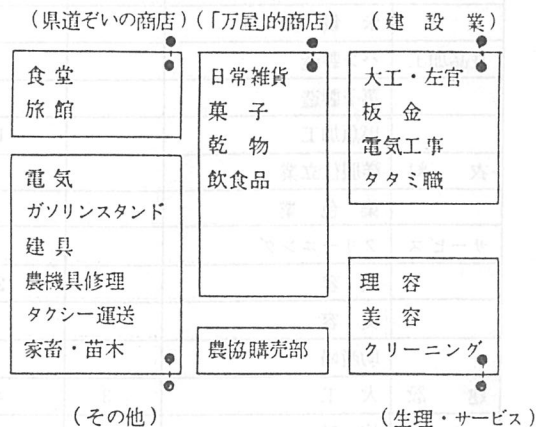 (県道ぞいの商店)
食堂
旅館
電気
ガソリンスタンド
建具
農機具修理
タクシー運送
家畜・苗木
(その他)
(「万屋」的商店)
日常雑貨
菓子
乾物
飲食品
農協購売部
(建設業)
大工・左官
板金
電気工事
タタミ職
理容
美容
クリーニング
(生理・サービス)